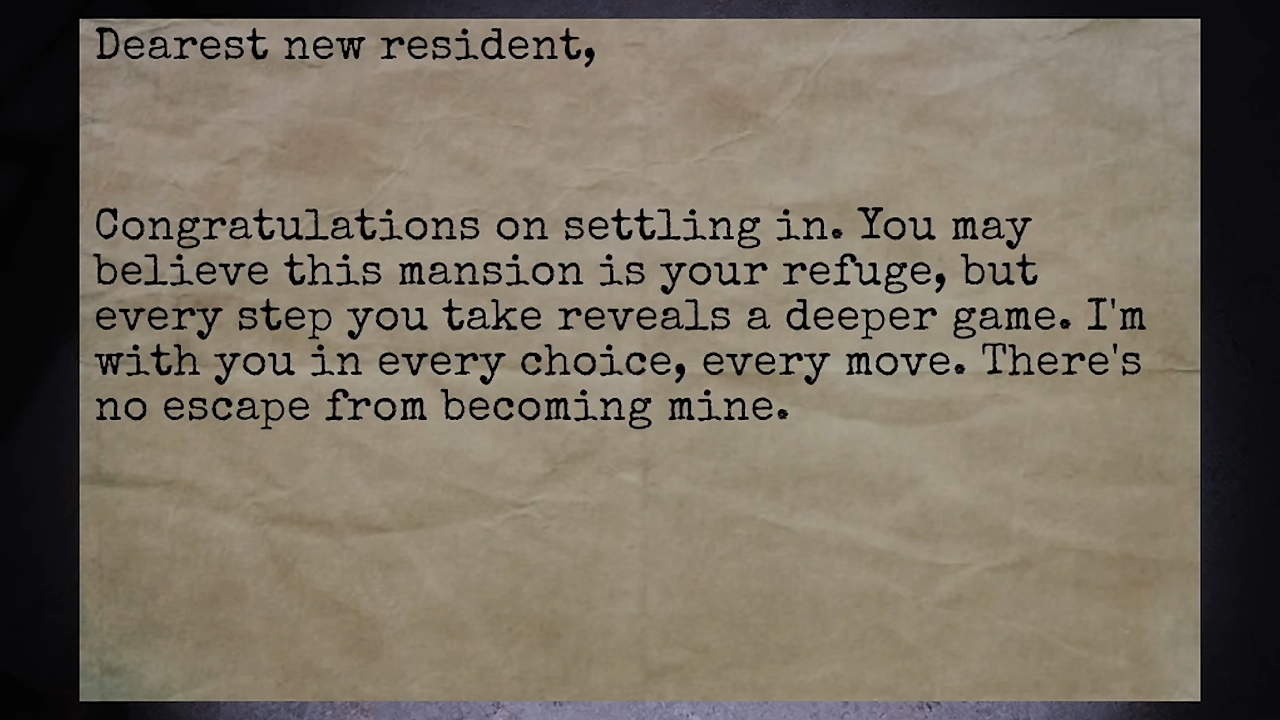 Dearest new resident,
Congratulations on settling in. You may
believe this mansion is your refuge, but
every step you take reveals a deeper game. I'm
with you in every choice, every move. There's
no escape from becoming mine.